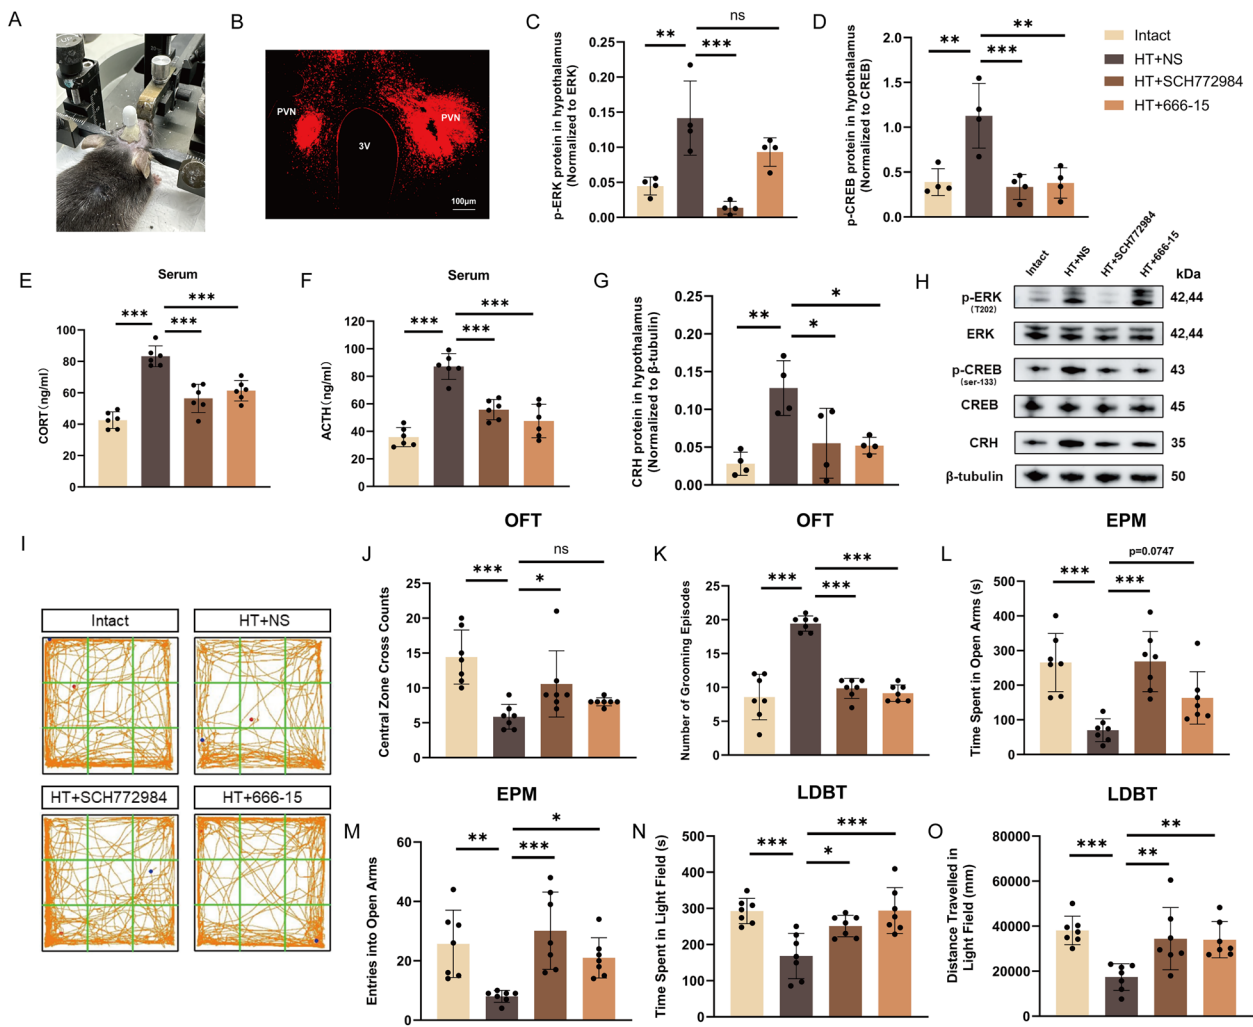 A
B
PVN
PVN
3V
100μm
C
ns
**
***
p-ERK protein in hypothalamus
(Normalized to ERK)
0.25
0.20
0.15
0.10
0.05
0.00
D
**
**
***
p-CREB protein in hypothalamus
(Normalized to CREB)
2.0
1.5
1.0
0.5
0.0
Intact
HT+NS
HT+SCH772984
HT+666-15
E
Serum
***
***
***
CORT(ng/ml)
100
80
60
40
20
0
F
Serum
***
***
***
ACTH(ng/ml)
120
100
80
60
40
20
0
G
*
**
*
CRH protein in hypothalamus
(Normalized to β-tubulin)
0.25
0.20
0.15
0.10
0.05
0.00
H
Intact
HT+NS
HT+SCH772984
HT+666-15
kDa
p-ERK
(T202)
42,44
ERK
42,44
p-CREB
(ser-133)
43
CREB
45
CRH
35
β-tubulin
50
I
Intact
HT+NS
HT+SCH772984
HT+666-15
OFT
J
ns
***
*
Central Zone Cross Counts
25
20
15
10
5
0
OFT
K
***
***
***
Number of Grooming Episodes
25
20
15
10
5
0
EPM
L
p=0.0747
***
***
Time Spent in Open Arms (s)
500
400
300
200
100
0
EPM
M
*
**
***
Entries into Open Arms
60
40
20
0
LDBT
N
***
***
*
Time Spent in Light Field (s)
500
400
300
200
100
0
LDBT
O
**
***
**
Distance Travelled in
Light Field (mm)
80000
60000
40000
20000
0